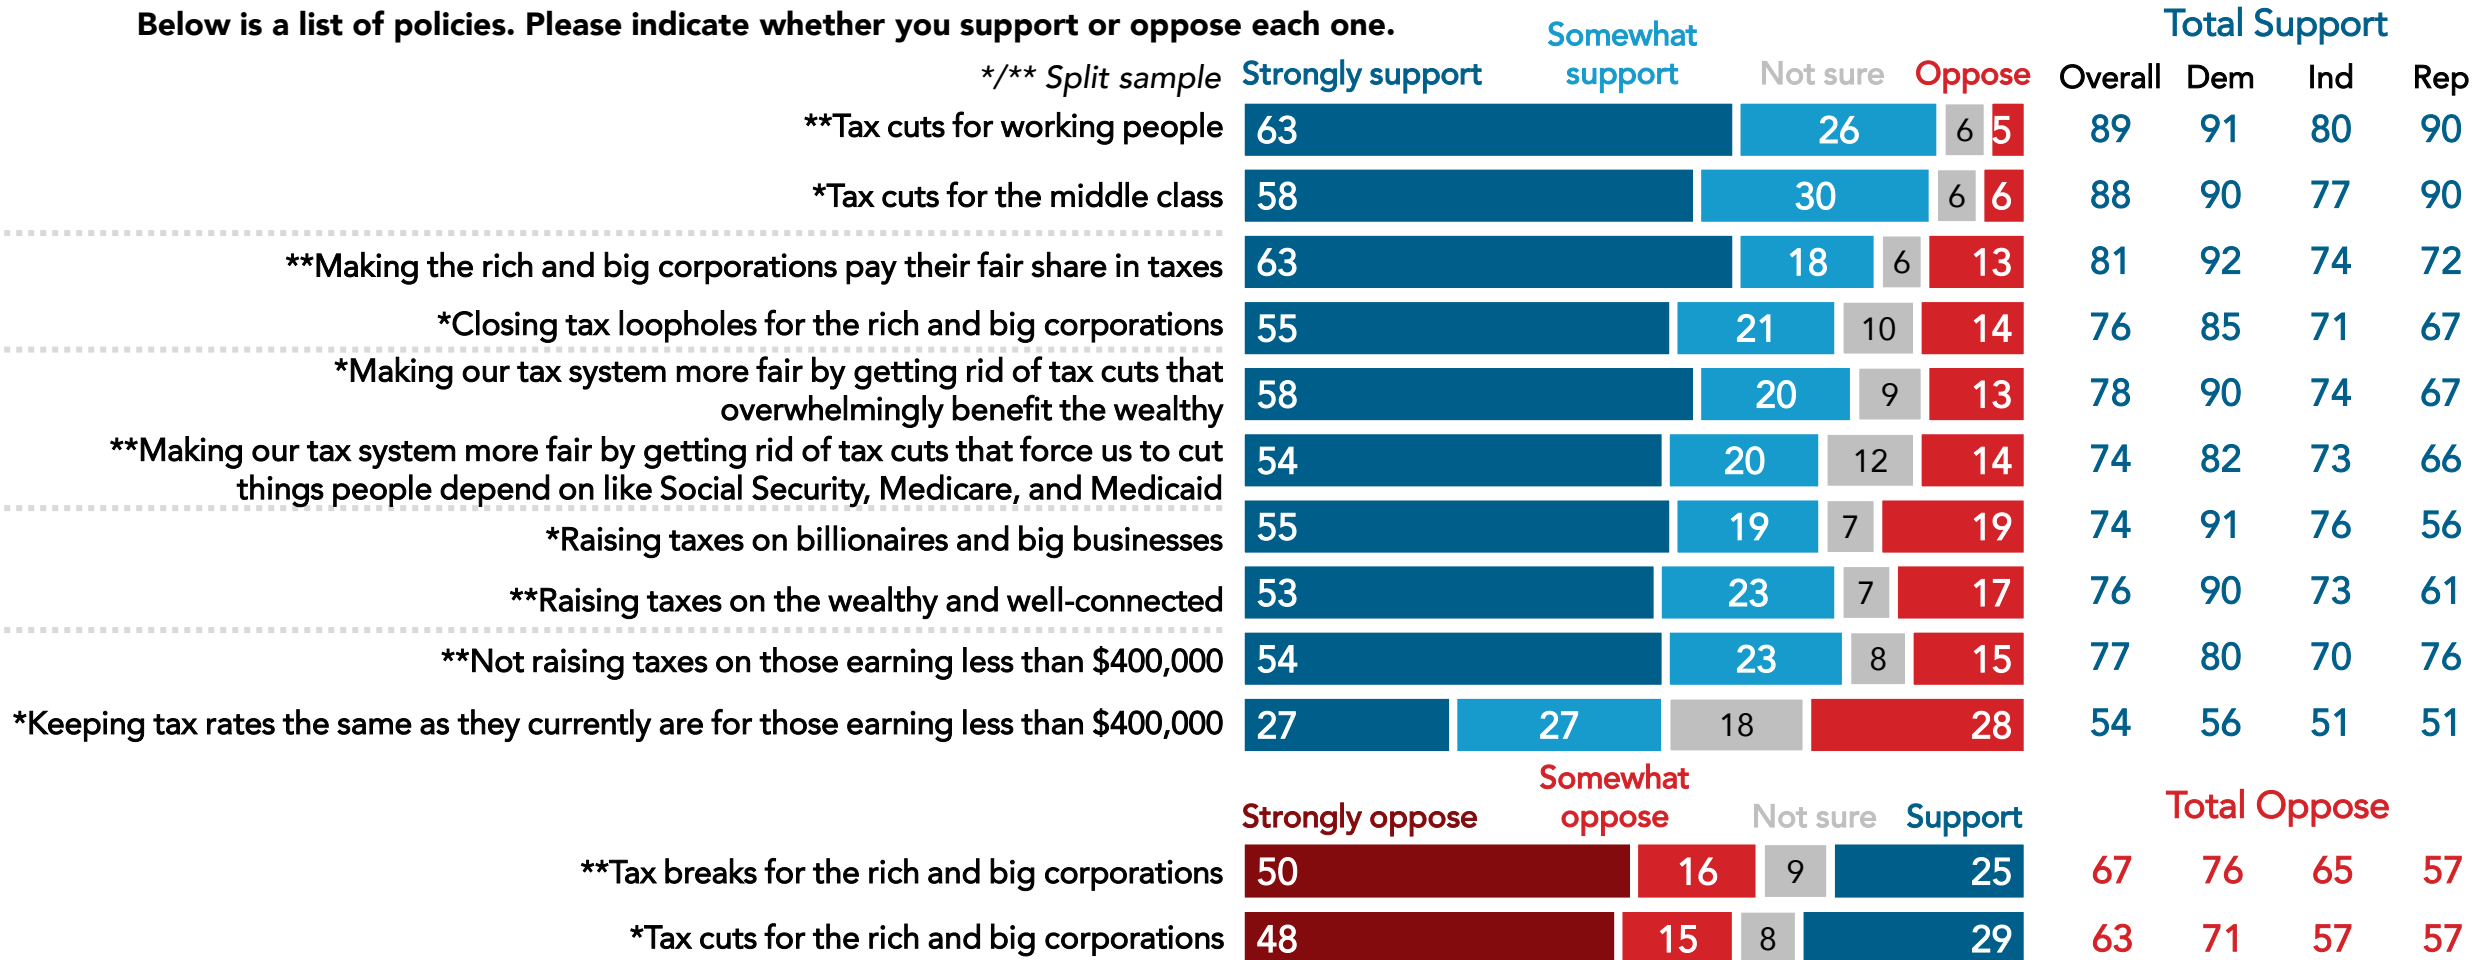 Below is a list of policies. Please indicate whether you support or oppose each one.
*/** Split sample
Strongly support
Somewhat
support
Not sure
Oppose
Total Support
Overall Dem Ind Rep
**Tax cuts for working people 63 26 6 5 89 91 80 90
*Tax cuts for the middle class 58 30 6 6 88 90 77 90
**Making the rich and big corporations pay their fair share in taxes 63 18 6 13 81 92 74 72
*Closing tax loopholes for the rich and big corporations 55 21 10 14 76 85 71 67
*Making our tax system more fair by getting rid of tax cuts that
overwhelmingly benefit the wealthy 58 20 9 13 78 90 74 67
**Making our tax system more fair by getting rid of tax cuts that force us to cut
things people depend on like Social Security, Medicare, and Medicaid 54 20 12 14 74 82 73 66
*Raising taxes on billionaires and big businesses 55 19 7 19 74 91 76 56
**Raising taxes on the wealthy and well-connected 53 23 7 17 76 90 73 61
**Not raising taxes on those earning less than $400,000 54 23 8 15 77 80 70 76
*Keeping tax rates the same as they currently are for those earning less than $400,000 27 27 18 28 54 56 51 51
Strongly oppose
Somewhat
oppose
Not sure
Support
Total Oppose
**Tax breaks for the rich and big corporations 50 16 9 25 67 76 65 57
*Tax cuts for the rich and big corporations 48 15 8 29 63 71 57 57